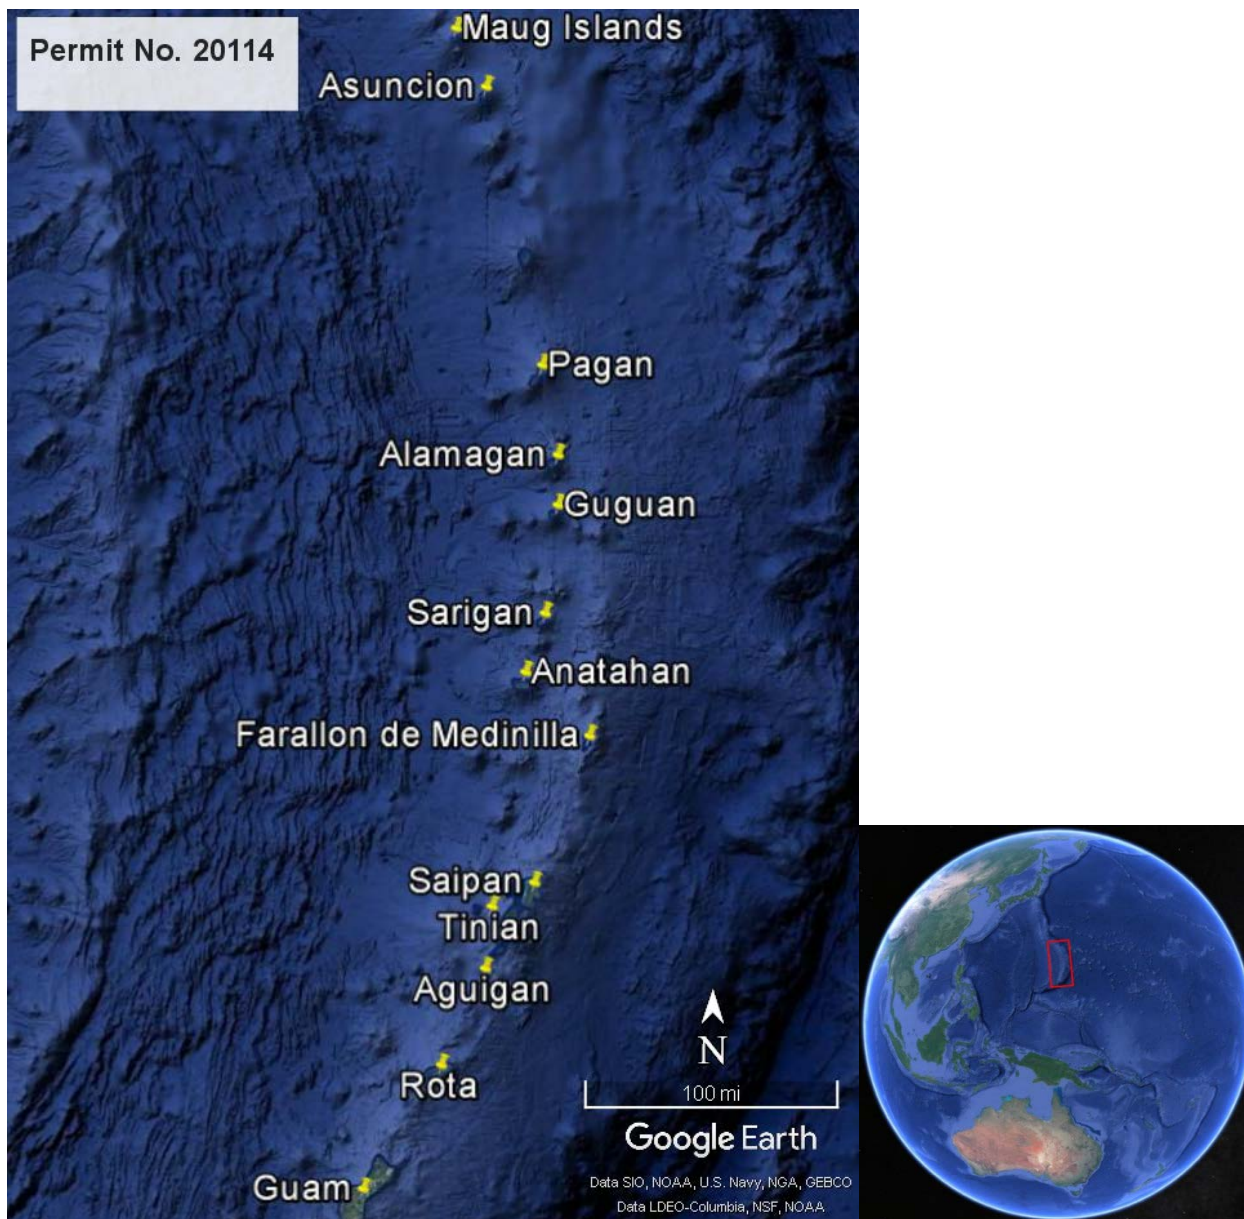 Maug Islands
Permit No. 20114
Asuncion
Pagan
Alamagan
Guguan
Sarigan
Anatahan
Farallon de Medinilla
Saipan
Tinian
Aguigan
N
Rota
100 mi
Google Earth
Guam
Data SIO, NOAA, U.S. Navy, NGA, GEBCO
Data LDEO-Columbia, NSF, NOAA